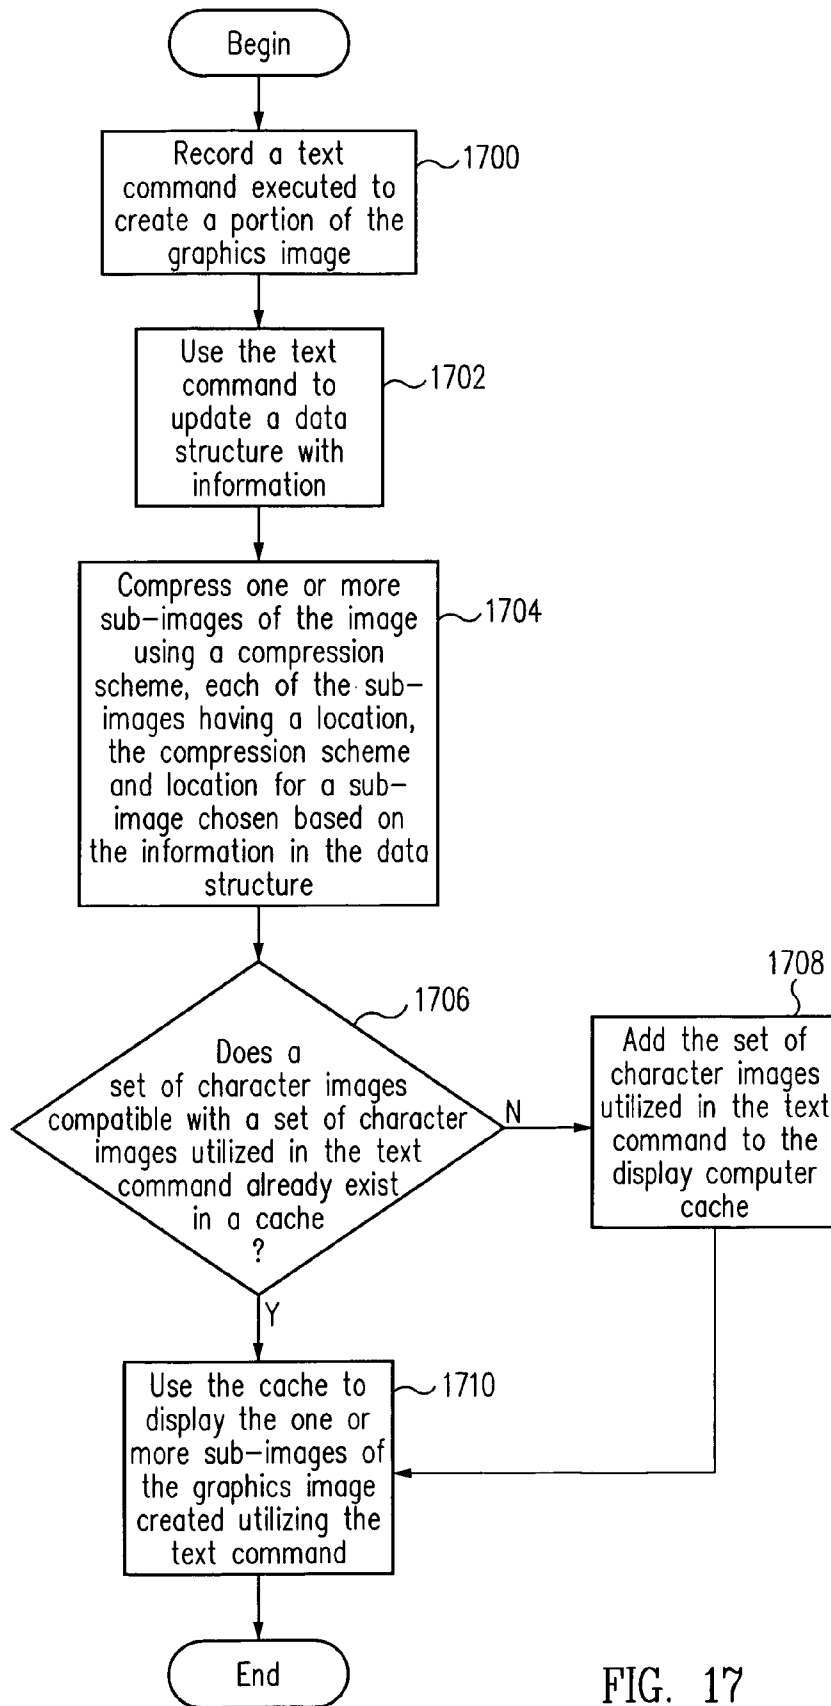 Begin
Record a text
command executed to
create a portion of the
graphics image
1700
Use the text
command to
update a data
structure with
information
1702
Compress one or more
sub-images of the image
using a compression
scheme, each of the sub-
images having a location,
the compression scheme
and location for a sub-
image chosen based on
the information in the data
structure
1704
Does a
set of character images
compatible with a set of character
images utilized in the text
command already exist
in a cache
?
1706
N
Y
1708
Add the set of
character images
utilized in the text
command to the
display computer
cache
Use the cache to
display the one or
more sub-images of
the graphics image
created utilizing the
text command
1710
End
FIG. 17